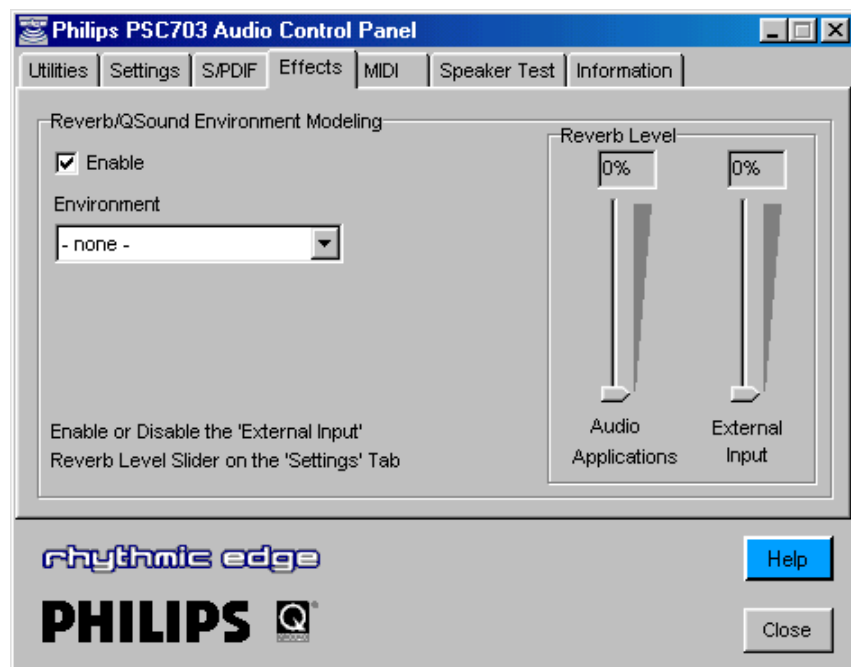 Philips PSC703 Audio Control Panel
Utilities Settings S/PDIF Effects MIDI Speaker Test Information
Reverb/QSound Environment Modeling
Enable
Environment
- none -
Reverb Level
0% 0%
Audio Applications
External Input
Enable or Disable the 'External Input'
Reverb Level Slider on the 'Settings' Tab
rhythmic edge
Help
PHILIPS Q
Close